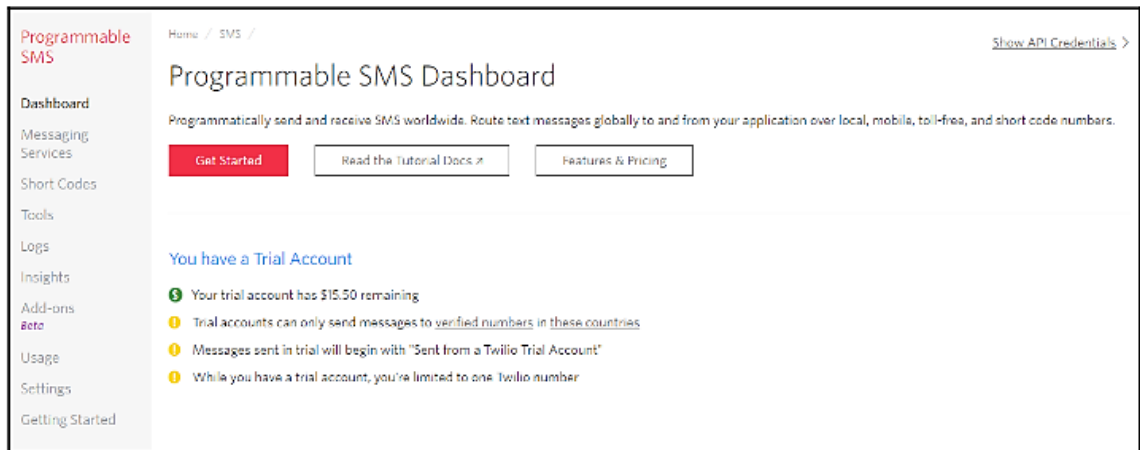 Programmable
SMS
Dashboard
Messaging
Services
Short Codes
Tools
Logs
Insights
Add-ons
Beta
Usage
Settings
Getting Started
Home / SMS /
Show API Credentials >
Programmable SMS Dashboard
Programmatically send and receive SMS worldwide. Route text messages globally to and from your application over local, mobile, toll-free, and short code numbers.
Get Started
Read the Tutorial Docs ↗
Features & Pricing
You have a Trial Account
$ Your trial account has $15.50 remaining
! Trial accounts can only send messages to verified numbers in these countries
! Messages sent in trial will begin with "Sent from a Twilio Trial Account"
! While you have a trial account, you're limited to one Twilio number